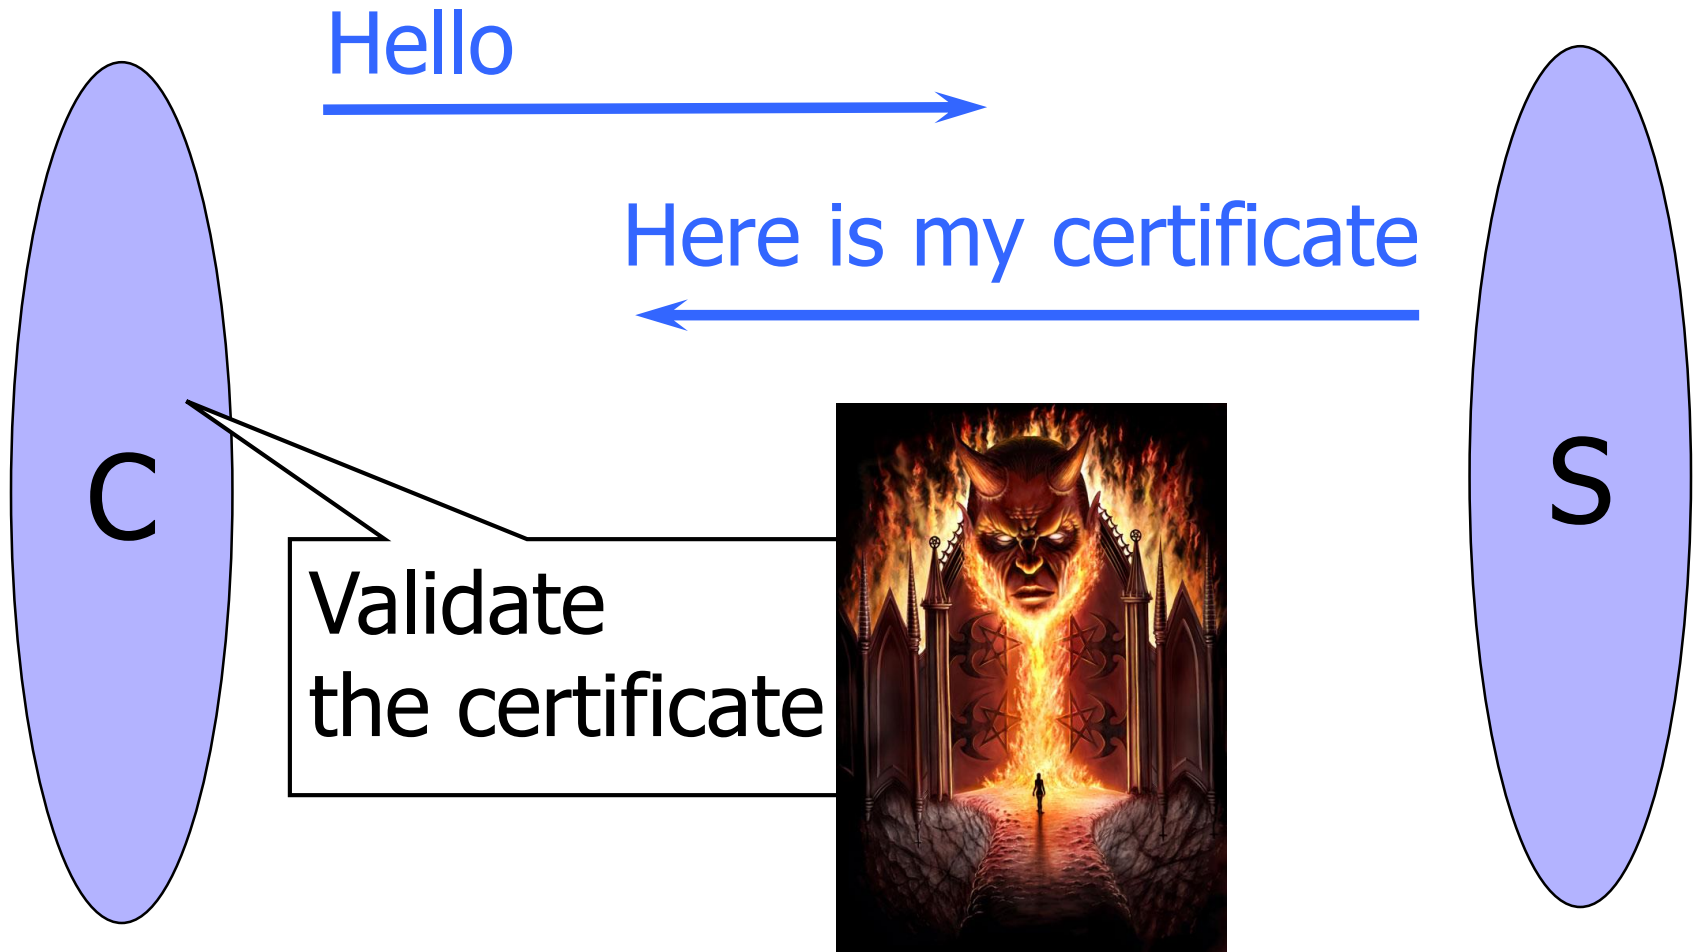 Hello
Here is my certificate
C
S
Validate
the certificate